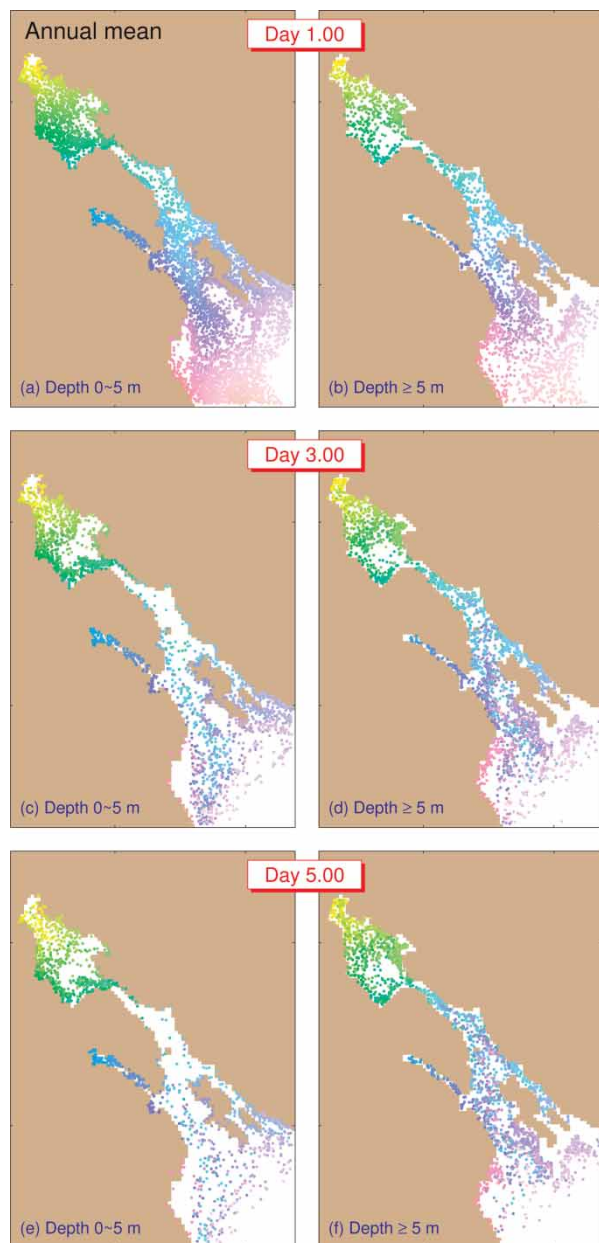 Annual mean
Day 1.00
(a) Depth 0~5 m
(b) Depth ≥ 5 m
Day 3.00
(c) Depth 0~5 m
(d) Depth ≥ 5 m
Day 5.00
(e) Depth 0~5 m
(f) Depth ≥ 5 m